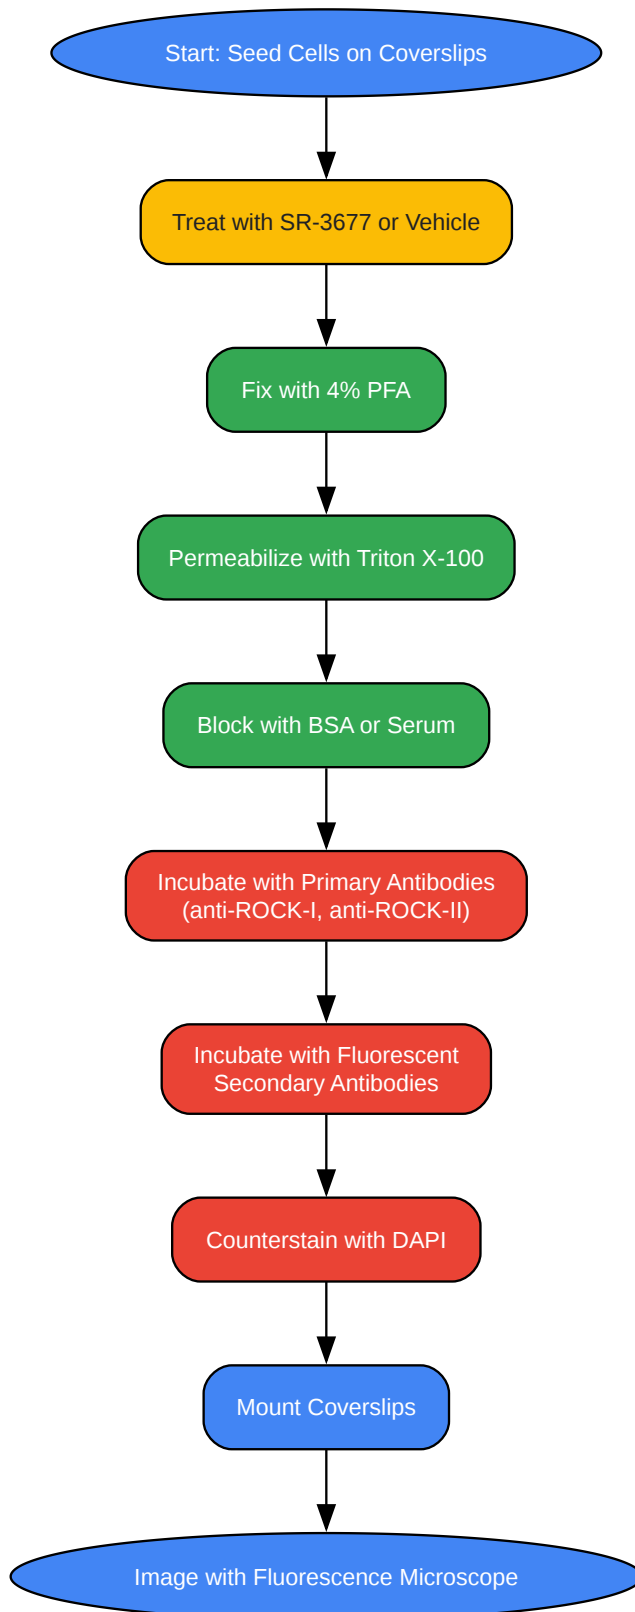 Start: Seed Cells on Coverslips
Treat with SR-3677 or Vehicle
Fix with 4% PFA
Permeabilize with Triton X-100
Block with BSA or Serum
Incubate with Primary Antibodies
(anti-ROCK-I, anti-ROCK-II)
Incubate with Fluorescent
Secondary Antibodies
Counterstain with DAPI
Mount Coverslips
Image with Fluorescence Microscope